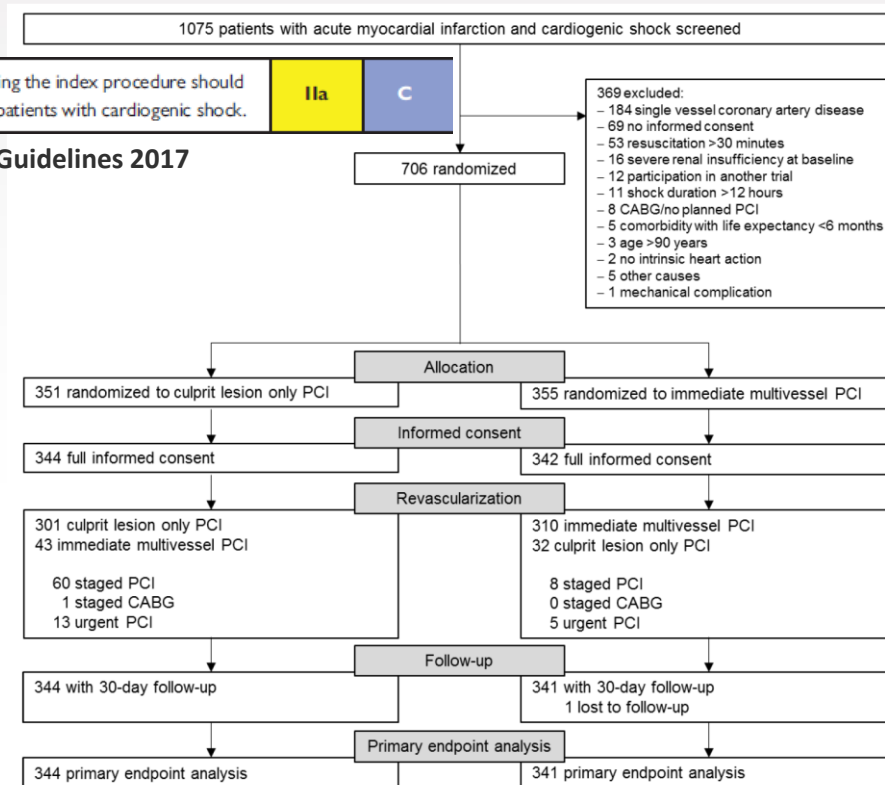 1075 patients with acute myocardial infarction and cardiogenic shock screened
ing the index procedure should
patients with cardiogenic shock.
IIa
C
Guidelines 2017
369 excluded:
– 184 single vessel coronary artery disease
– 69 no informed consent
– 53 resuscitation >30 minutes
– 16 severe renal insufficiency at baseline
– 12 participation in another trial
– 11 shock duration >12 hours
– 8 CABG/no planned PCI
– 5 comorbidity with life expectancy <6 months
– 3 age >90 years
– 2 no intrinsic heart action
– 5 other causes
– 1 mechanical complication
706 randomized
Allocation
351 randomized to culprit lesion only PCI
355 randomized to immediate multivessel PCI
Informed consent
344 full informed consent
342 full informed consent
Revascularization
301 culprit lesion only PCI
43 immediate multivessel PCI
60 staged PCI
1 staged CABG
13 urgent PCI
310 immediate multivessel PCI
32 culprit lesion only PCI
8 staged PCI
0 staged CABG
5 urgent PCI
Follow-up
344 with 30-day follow-up
341 with 30-day follow-up
1 lost to follow-up
Primary endpoint analysis
344 primary endpoint analysis
341 primary endpoint analysis